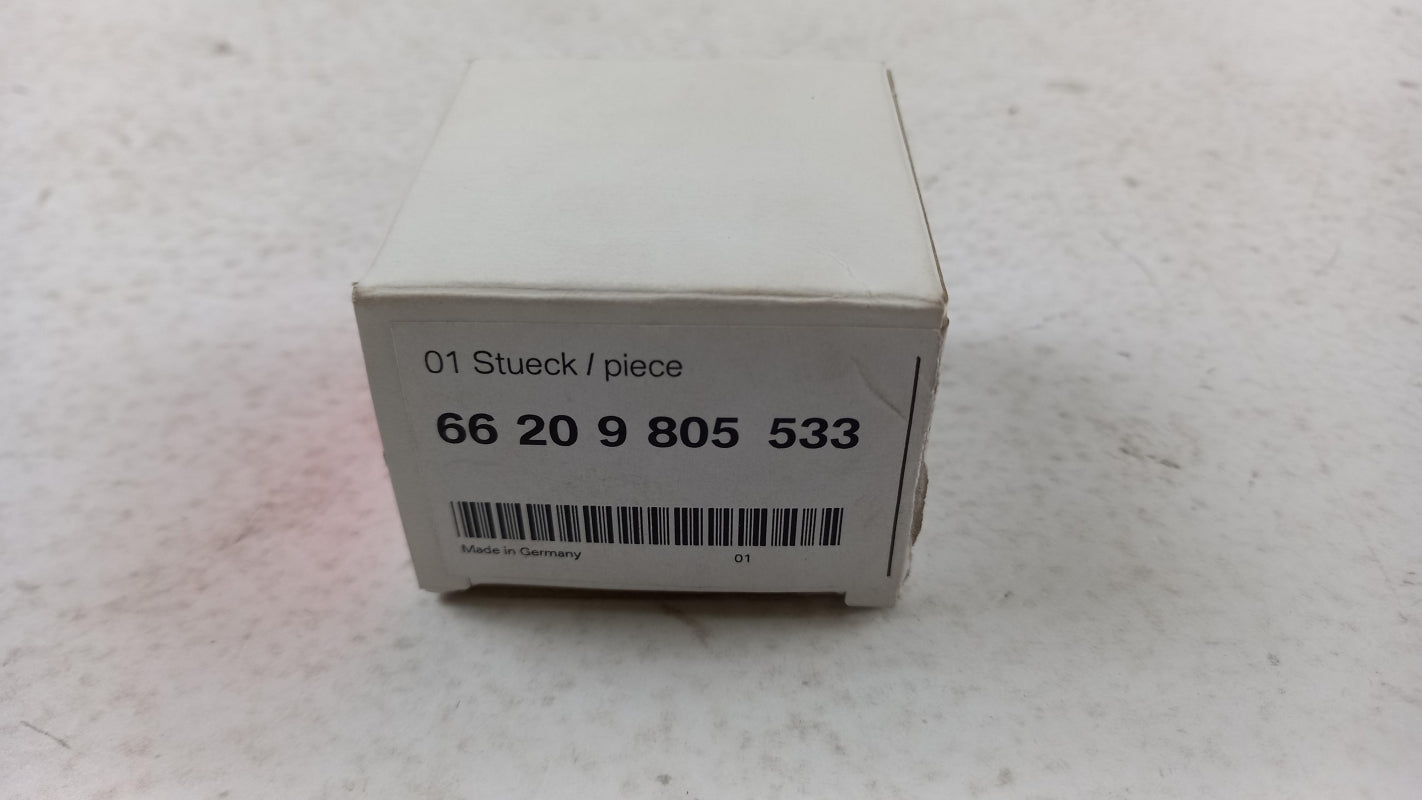 01 Stueck / piece
66 20 9 805 533
Made in Germany 01